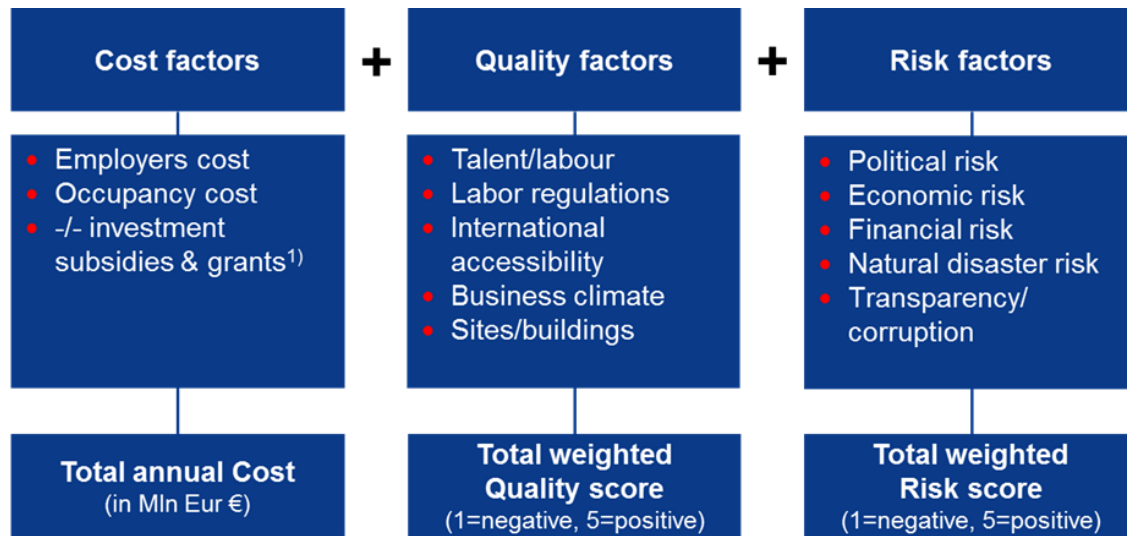 Cost factors + Quality factors + Risk factors
• Employers cost
• Occupancy cost
• -/- investment
subsidies & grants¹⁾
• Talent/labour
• Labor regulations
• International
accessibility
• Business climate
• Sites/buildings
• Political risk
• Economic risk
• Financial risk
• Natural disaster risk
• Transparency/
corruption
Total annual Cost
(in Mln Eur €)
Total weighted
Quality score
(1=negative, 5=positive)
Total weighted
Risk score
(1=negative, 5=positive)